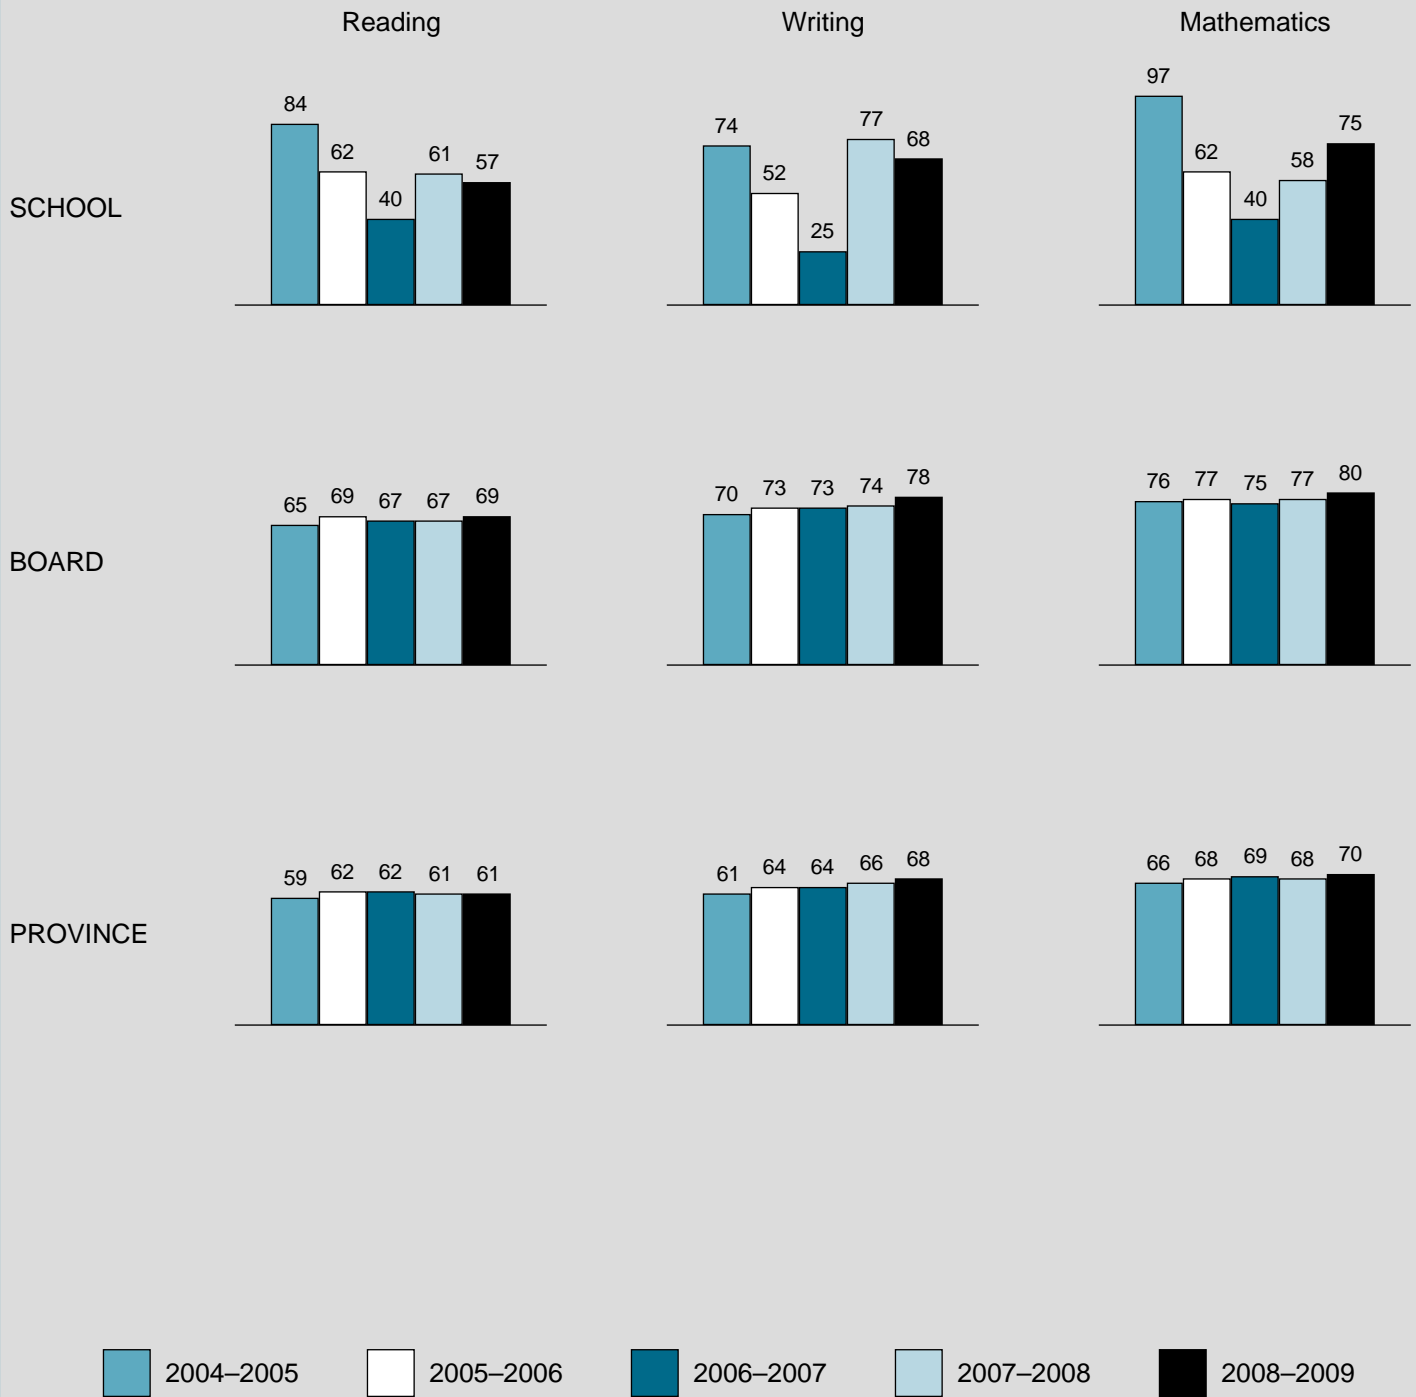 Reading Writing Mathematics
SCHOOL
84 62 40 61 57
74 52 25 77 68
97 62 40 58 75
BOARD
65 69 67 67 69
70 73 73 74 78
76 77 75 77 80
PROVINCE
59 62 62 61 61
61 64 64 66 68
66 68 69 68 70
2004–2005 2005–2006 2006–2007 2007–2008 2008–2009